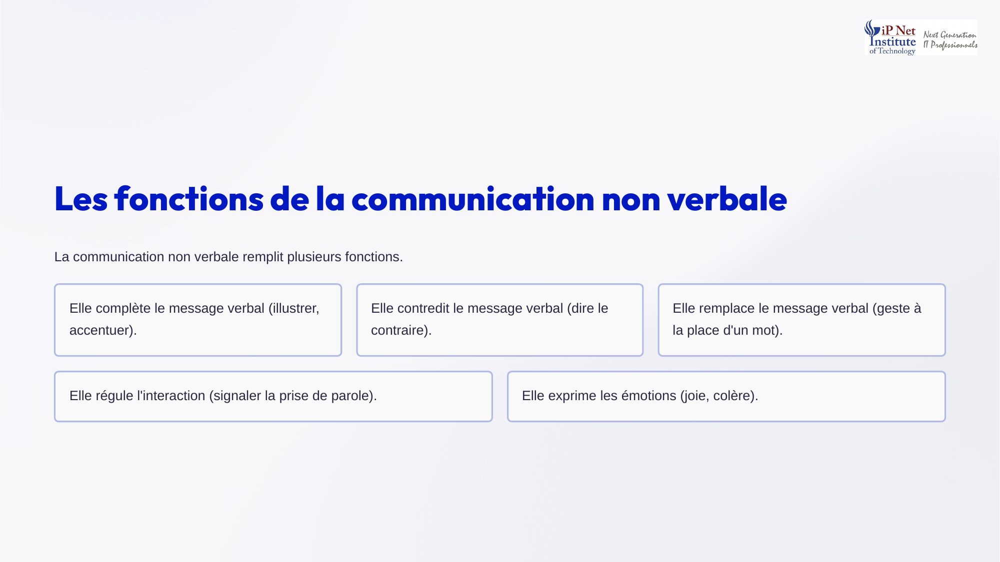 iP Net
Institute
of Technology
Next Generation
IT Professionnels
Les fonctions de la communication non verbale
La communication non verbale remplit plusieurs fonctions.
Elle complète le message verbal (illustrer,
accentuer).
Elle contredit le message verbal (dire le
contraire).
Elle remplace le message verbal (geste à
la place d'un mot).
Elle régule l'interaction (signaler la prise de parole).
Elle exprime les émotions (joie, colère).